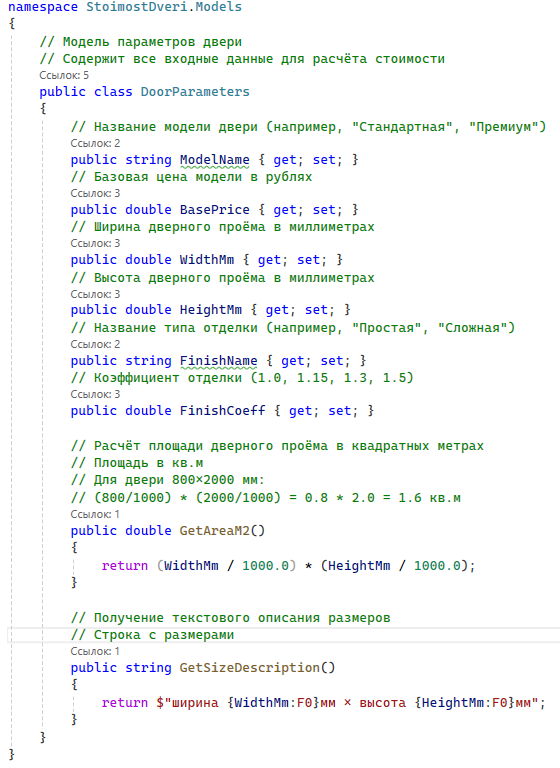 namespace StoimostDveri.Models
{
// Модель параметров двери
// Содержит все входные данные для расчёта стоимости
Ссылок: 5
public class DoorParameters
{
// Название модели двери (например, "Стандартная", "Премиум")
Ссылок: 2
public string ModelName { get; set; }
// Базовая цена модели в рублях
Ссылок: 3
public double BasePrice { get; set; }
// Ширина дверного проёма в миллиметрах
Ссылок: 3
public double WidthMm { get; set; }
// Высота дверного проёма в миллиметрах
Ссылок: 3
public double HeightMm { get; set; }
// Название типа отделки (например, "Простая", "Сложная")
Ссылок: 2
public string FinishName { get; set; }
// Коэффициент отделки (1.0, 1.15, 1.3, 1.5)
Ссылок: 3
public double FinishCoeff { get; set; }
// Расчёт площади дверного проёма в квадратных метрах
// Площадь в кв.м
// Для двери 800×2000 мм:
// (800/1000) * (2000/1000) = 0.8 * 2.0 = 1.6 кв.м
Ссылок: 1
public double GetAreaM2()
{
return (WidthMm / 1000.0) * (HeightMm / 1000.0);
}
// Получение текстового описания размеров
// Строка с размерами
Ссылок: 1
public string GetSizeDescription()
{
return $"ширина {WidthMm:F0}мм × высота {HeightMm:F0}мм";
}
}
}